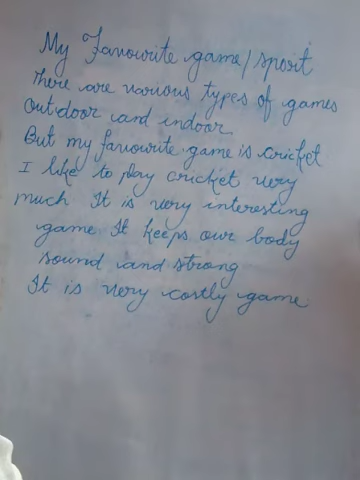 My Favourite game/sport
There are various types of games
Outdoor and indoor
But my favourite game is cricket
I like to play cricket very
much It is very interesting
game It keeps our body
sound and strong
It is very costly game